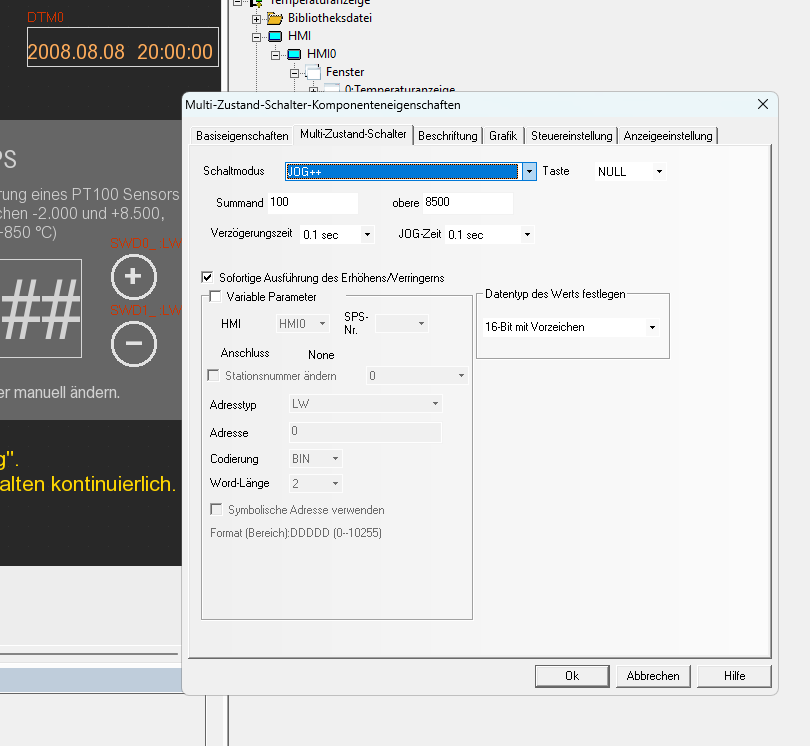 DTM0
2008.08.08 20:00:00
Temperaturanzeige
Bibliotheksdatei
HMI
HMI0
Fenster
0:Temperaturanzeige
PS
rung eines PT100 Sensors
chen -2.000 und +8.500,
-850 °C)
SW00_LW
##
+
SW01_LW
−
er manuell ändern.
g".
alten kontinuierlich.
Multi-Zustand-Schalter-Komponenteneigenschaften
Basiseigenschaften Multi-Zustand-Schalter Beschriftung Grafik Steuereinstellung Anzeigeeinstellung
Schaltmodus JOG++ Taste NULL
Summand 100 obere 8500
Verzögerungszeit 0.1 sec JOG-Zeit 0.1 sec
Sofortige Ausführung des Erhöhens/Verringerns
Variable Parameter
HMI HMI0 SPS-Nr.
Anschluss None
Stationsnummer ändern 0
Adresstyp LW
Adresse 0
Codierung BIN
Word-Länge 2
Symbolische Adresse verwenden
Format (Bereich):DDDDD (0--10255)
Datentyp des Werts festlegen
16-Bit mit Vorzeichen
Ok Abbrechen Hilfe